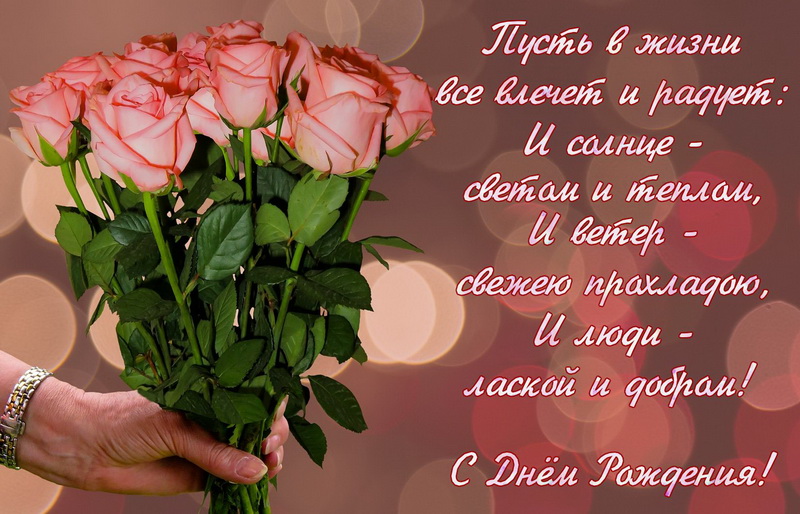 Пусть в жизни
все влечет и радует:
И солнце -
светом и теплом,
И ветер -
свежею прохладою,
И люди -
лаской и добром!
С Днём Рождения!